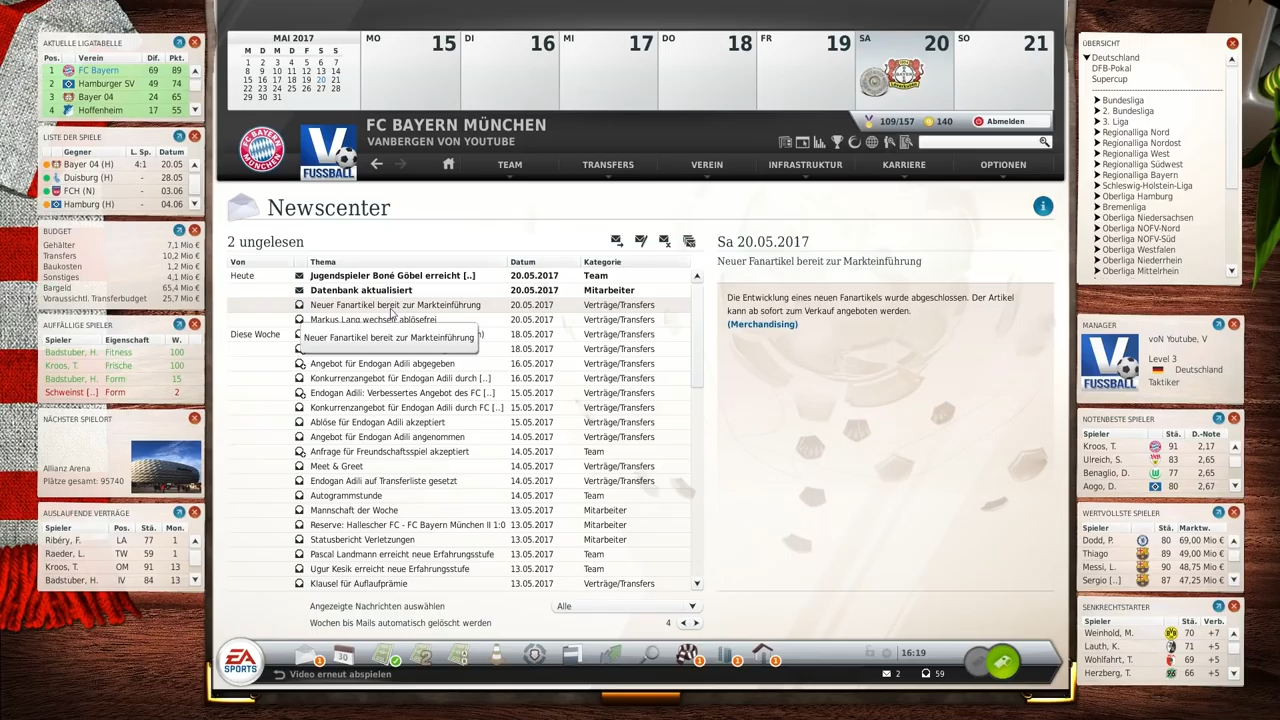 AKTUELLE LIGATABELLE
Pos. Verein Dif. Pkt.
1 FC Bayern 69 89
2 Hamburger SV 49 74
3 Bayer 04 24 65
4 Hoffenheim 17 55
LISTE DER SPIELE
Gegner L. Sp. Datum
Bayer 04 (H) 4:1 20.05
Duisburg (H) - 28.05
FCH (N) - 03.06
Hamburg (H) - 04.06
BUDGET
Gehälter 7,1 Mio €
Transfers 10,2 Mio €
Baukosten 1,2 Mio €
Sonstiges 4,1 Mio €
Bargeld 65,4 Mio €
Voraussichtl. Transferbudget 25,7 Mio €
AUFFÄLLIGE SPIELER
Spieler Eigenschaft W.
Badstuber, H. Fitness 100
Kroos, T. Frische 100
Badstuber, H. Form 15
Schweinst [..] Form 2
NÄCHSTER SPIELORT
Allianz Arena
Plätze gesamt: 95740
AUSLAUFENDE VERTRÄGE
Spieler Pos. Stä. Mon.
Ribéry, F. LA 77 1
Raeder, L. TW 59 1
Kroos, T. OM 91 13
Badstuber, H. IV 84 13
MAI 2017
M D M D F S S
1 2 3 4 5 6 7
8 9 10 11 12 13 14
15 16 17 18 19 20 21
22 23 24 25 26 27 28
29 30 31
MO 15 DI 16 MI 17 DO 18 FR 19 SA 20 SO 21
109/157 140 Abmelden
FC BAYERN MÜNCHEN
VANBERGEN VON YOUTUBE
V
FUSSBALL
TEAM TRANSFERS VEREIN INFRASTRUKTUR KARRIERE OPTIONEN
Newscenter
2 ungelesen
Von Thema Datum Kategorie
Heute Jugendspieler Boné Göbel erreicht [..] 20.05.2017 Team
Datenbank aktualisiert 20.05.2017 Mitarbeiter
Neuer Fanartikel bereit zur Markteinführung 20.05.2017 Verträge/Transfers
Markus Lang wechselt ablösefrei 20.05.2017 Verträge/Transfers
Diese Woche 18.05.2017 Verträge/Transfers
Neuer Fanartikel bereit zur Markteinführung
18.05.2017 Verträge/Transfers
Angebot für Endogan Adili abgegeben 16.05.2017 Verträge/Transfers
Konkurrenzangebot für Endogan Adili durch [..] 16.05.2017 Verträge/Transfers
Endogan Adili: Verbessertes Angebot des FC [..] 15.05.2017 Verträge/Transfers
Konkurrenzangebot für Endogan Adili durch FC [..] 15.05.2017 Verträge/Transfers
Ablöse für Endogan Adili akzeptiert 15.05.2017 Verträge/Transfers
Angebot für Endogan Adili angenommen 14.05.2017 Verträge/Transfers
Anfrage für Freundschaftsspiel akzeptiert 14.05.2017 Team
Meet & Greet 14.05.2017 Verträge/Transfers
Endogan Adili auf Transferliste gesetzt 14.05.2017 Verträge/Transfers
Autogrammstunde 14.05.2017 Team
Mannschaft der Woche 13.05.2017 Mitarbeiter
Reserve: Hallescher FC - FC Bayern München II 1:0 13.05.2017 Mitarbeiter
Statusbericht Verletzungen 13.05.2017 Mitarbeiter
Pascal Landmann erreicht neue Erfahrungsstufe 13.05.2017 Team
Ugur Kesik erreicht neue Erfahrungsstufe 13.05.2017 Team
Klausel für Auflaufprämie 13.05.2017 Verträge/Transfers
Angezeigte Nachrichten auswählen Alle
Wochen bis Mails automatisch gelöscht werden 4
Sa 20.05.2017
Neuer Fanartikel bereit zur Markteinführung
Die Entwicklung eines neuen Fanartikels wurde abgeschlossen. Der Artikel
kann ab sofort zum Verkauf angeboten werden.
(Merchandising)
EA
SPORTS
30
1 1 1 1
16:19
Video erneut abspielen
2 59
ÜBERSICHT
Deutschland
DFB-Pokal
Supercup
Bundesliga
2. Bundesliga
3. Liga
Regionalliga Nord
Regionalliga Nordost
Regionalliga West
Regionalliga Südwest
Regionalliga Bayern
Schleswig-Holstein-Liga
Oberliga Hamburg
Bremenliga
Oberliga Niedersachsen
Oberliga NOFV-Nord
Oberliga NOFV-Süd
Oberliga Westfalen
Oberliga Niederrhein
Oberliga Mittelrhein
MANAGER
V
FUSSBALL
voN Youtube, V
Level 3
Deutschland
Taktiker
NOTENBESTE SPIELER
Spieler Stä. D.-Note
Kroos, T. 91 2,17
Ulreich, S. 83 2,65
Benaglio, D. 77 2,65
Aogo, D. 80 2,67
WERTVOLLSTE SPIELER
Spieler Stä. Marktw.
Dodd, P. 80 69,00 Mio €
Thiago 89 49,00 Mio €
Messi, L. 90 48,75 Mio €
Sergio [..] 87 47,25 Mio €
SENKRECHTSTARTER
Spieler Stä. Verb.
Weinhold, M. 70 +7
Lauth, K. 71 +5
Wohlfahrt, T. 69 +5
Herzberg, T. 66 +5